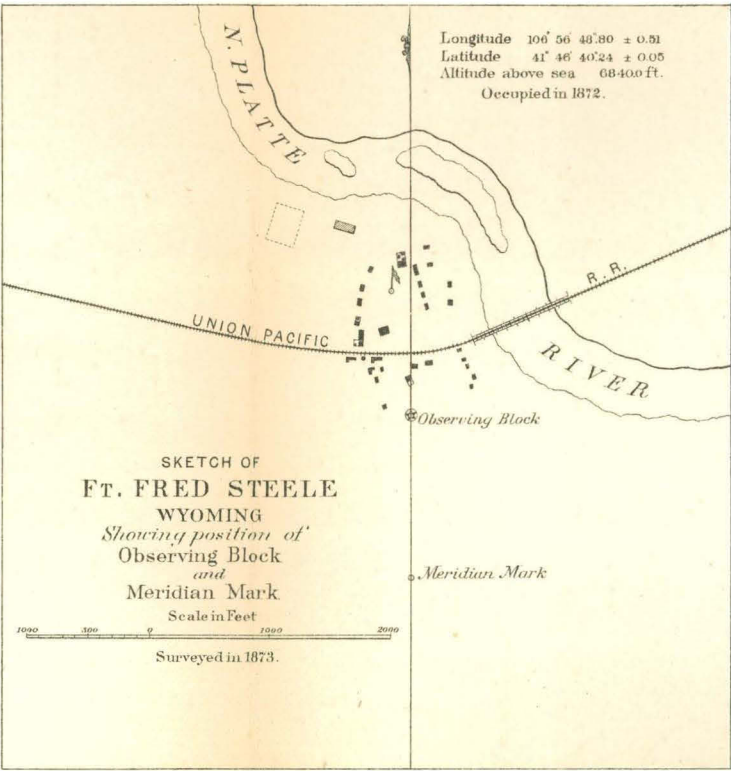 Longitude 106° 56' 48".80 ± 0.51
Latitude 41° 46' 40".24 ± 0.05
Altitude above sea 6840.0 ft.
Occupied in 1872.
N. PLATTE
R. R.
UNION PACIFIC
RIVER
Observing Block
SKETCH OF
FT. FRED STEELE
WYOMING
Showing position of
Observing Block
and
Meridian Mark
Meridian Mark
Scale in Feet
1000 500 0 1000 2000
Surveyed in 1873.